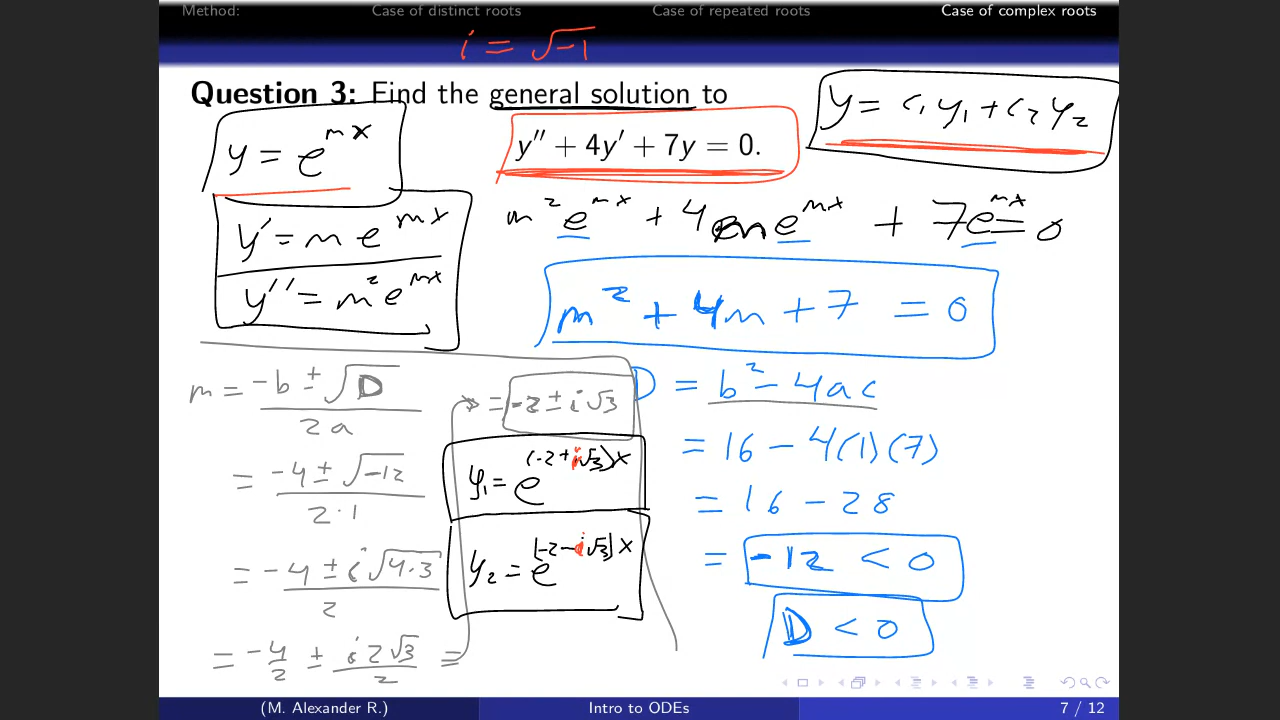 Method: Case of distinct roots Case of repeated roots Case of complex roots
i = √-1
Question 3: Find the general solution to
y = c₁y₁ + c₂y₂
y = e^{mx}
y'' + 4y' + 7y = 0.
y' = m e^{mx}
y'' = m² e^{mx}
m² e^{mx} + 4 m e^{mx} + 7e^{mx} = 0
m² + 4m + 7 = 0
m = (-b ± √D) / 2a
= (-4 ± √-12) / 2·1
= (-4 ± i√4·3) / 2
= -4/2 ± i2√3/2 =
= -2 ± i√3
y₁ = e^{(-2+i√3)x}
y₂ = e^{[-2-i√3]x}
D = b² - 4ac
= 16 - 4(1)(7)
= 16 - 28
= -12 < 0
D < 0
(M. Alexander R.) Intro to ODEs 7 / 12